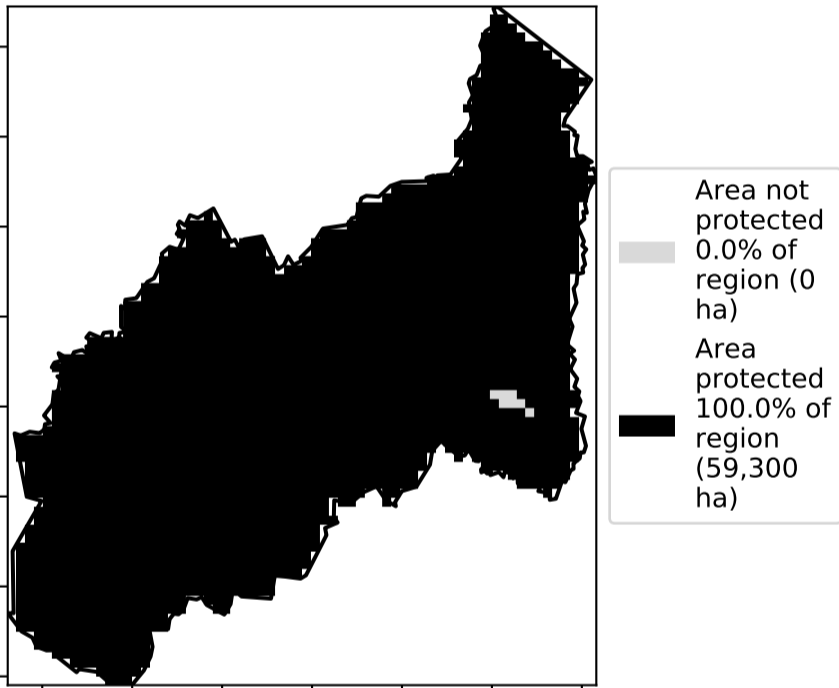 Area not
protected
0.0% of
region (0
ha)
Area
protected
100.0% of
region
(59,300
ha)